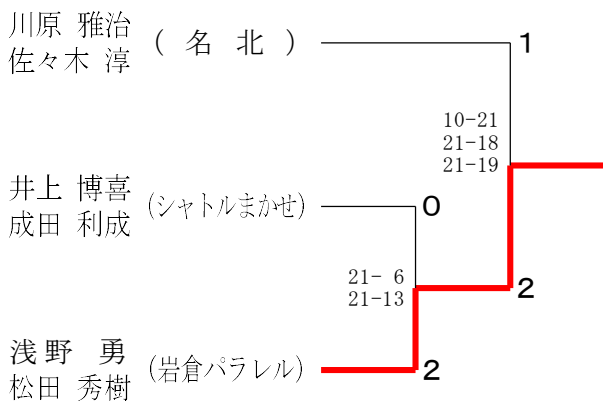 川原 雅治
佐々木 淳
( 名 北 )
1
10-21
21-18
21-19
井上 博喜
成田 利成
(シャトルまかせ)
0
21- 6
21-13
2
浅野 勇
松田 秀樹
(岩倉パラレル)
2